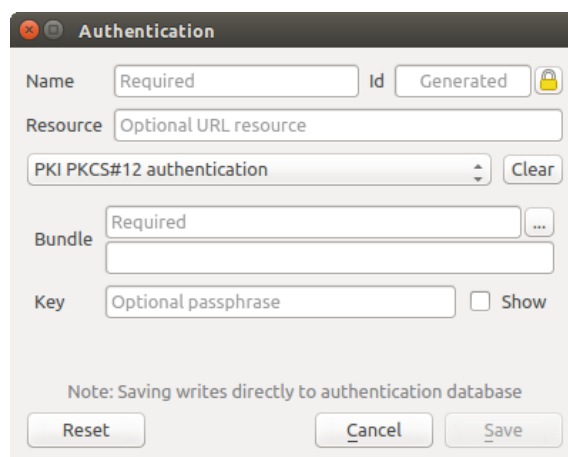 Authentication
Name Required Id Generated
Resource Optional URL resource
PKI PKCS#12 authentication Clear
Required ...
Bundle
Key Optional passphrase Show
Note: Saving writes directly to authentication database
Reset Cancel Save